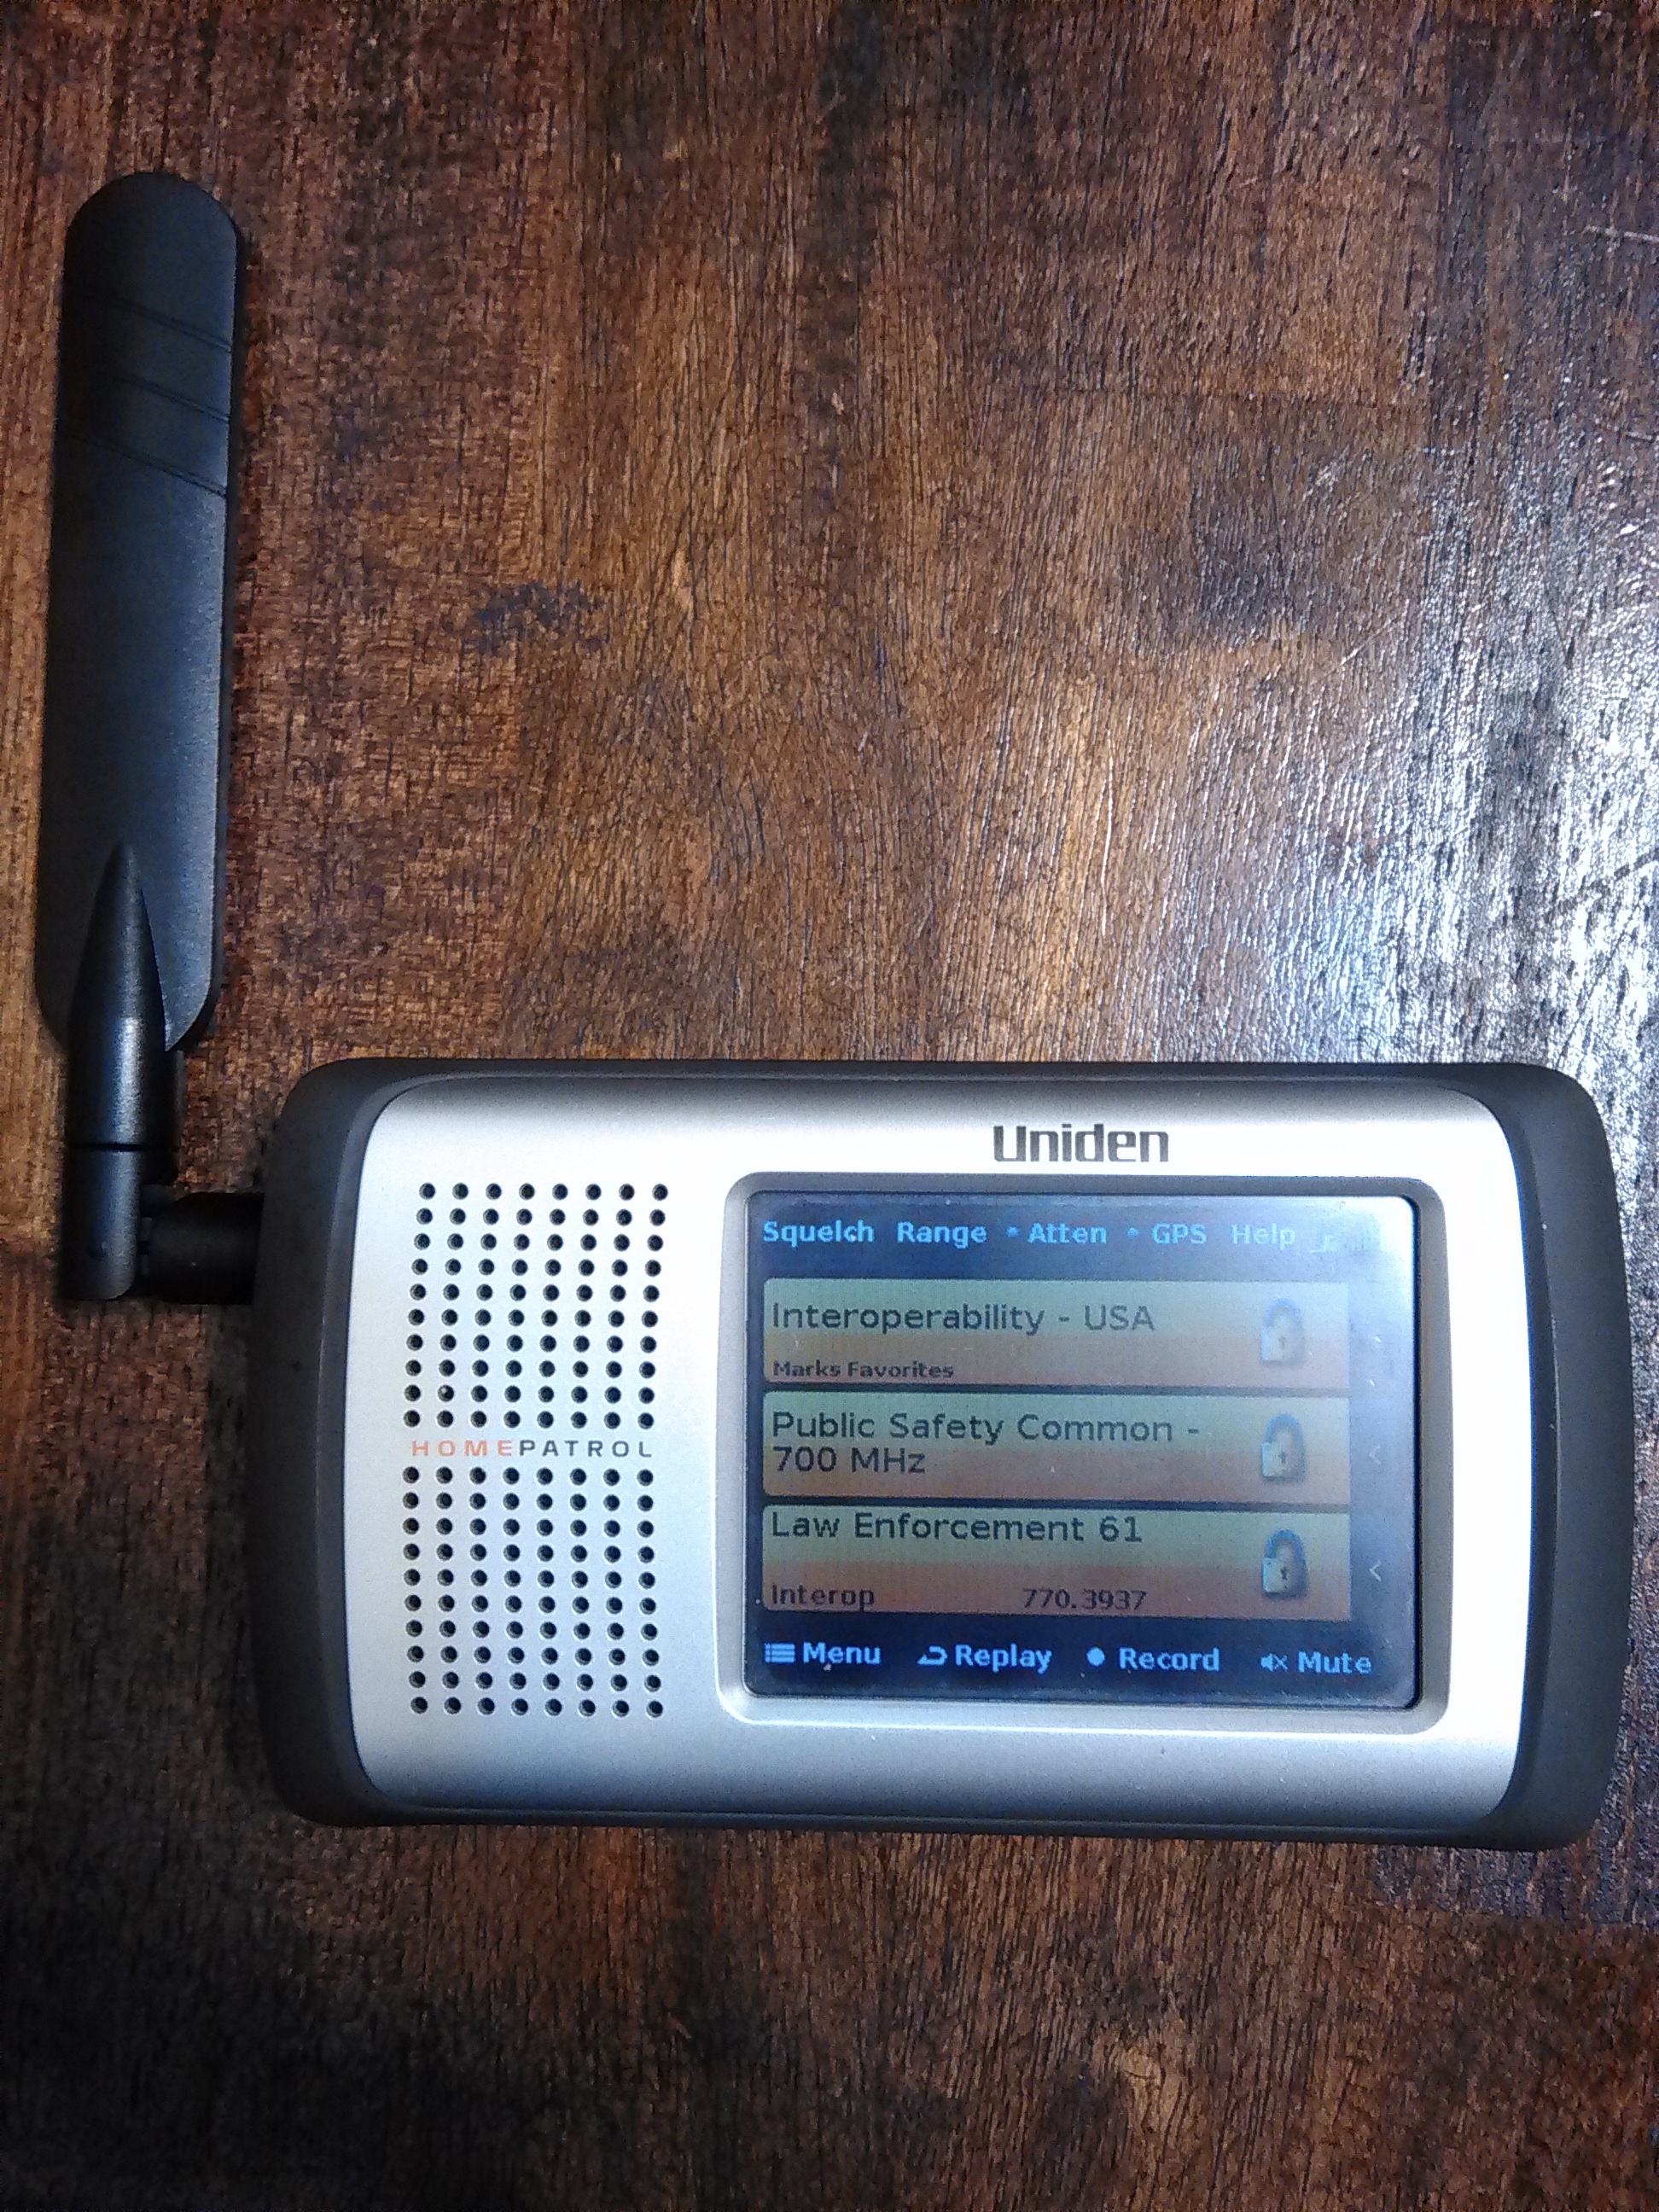 Uniden
Squelch Range • Atten • GPS Help
Interoperability - USA
Marks Favorites
Public Safety Common -
700 MHz
HOMEPATROL
Law Enforcement 61
Interop 770.3937
Menu Replay Record Mute